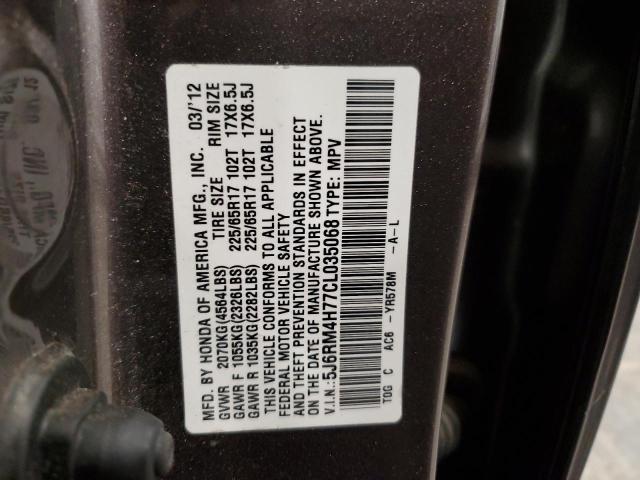 MFD. BY HONDA OF AMERICA MFG., INC. 03/'12
GVWR 2070KG(4564LBS) TIRE SIZE RIM SIZE
GAWR F 1055KG(2326LBS) 225/65R17 102T 17X6.5J
GAWR R 1035KG(2282LBS) 225/65R17 102T 17X6.5J
THIS VEHICLE CONFORMS TO ALL APPLICABLE
FEDERAL MOTOR VEHICLE SAFETY
AND THEFT PREVENTION STANDARDS IN EFFECT
ON THE DATE OF MANUFACTURE SHOWN ABOVE.
V.I.N.:5J6RM4H77CL035068 TYPE: MPV
TOG C AC6 -YR578M -A-L